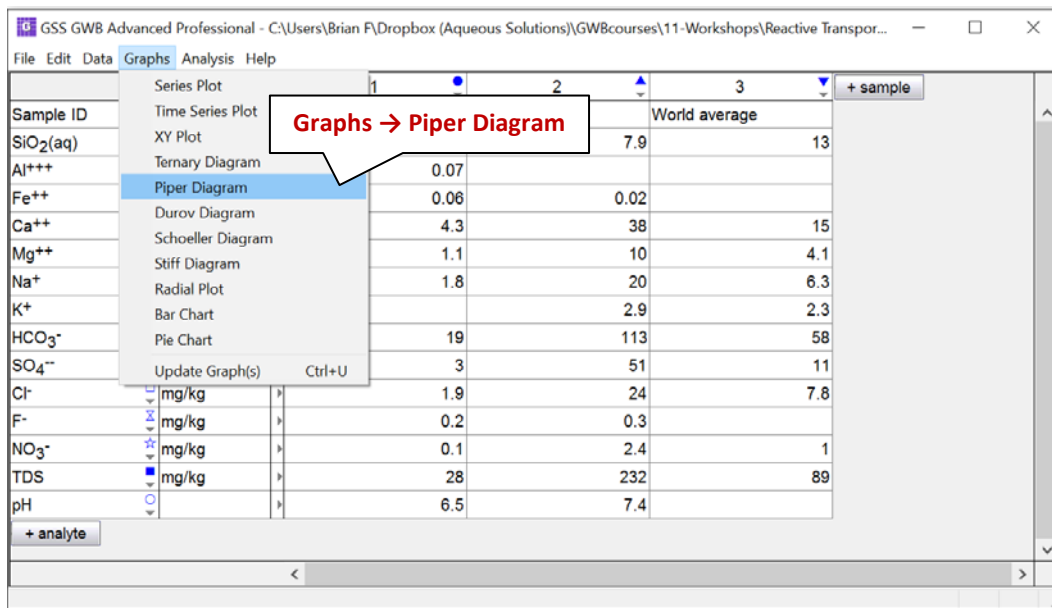 GSS GWB Advanced Professional - C:\Users\Brian F\Dropbox (Aqueous Solutions)\GWBcourses\11-Workshops\Reactive Transpor...
File Edit Data Graphs Analysis Help
1 2 3 + sample
Series Plot
Time Series Plot
XY Plot
Ternary Diagram
Piper Diagram
Durov Diagram
Schoeller Diagram
Stiff Diagram
Radial Plot
Bar Chart
Pie Chart
Update Graph(s) Ctrl+U
Graphs → Piper Diagram
Sample ID World average
SiO2(aq) 7.9 13
Al+++ 0.07
Fe++ 0.06 0.02
Ca++ 4.3 38 15
Mg++ 1.1 10 4.1
Na+ 1.8 20 6.3
K+ 2.9 2.3
HCO3- 19 113 58
SO4-- 3 51 11
Cl- mg/kg 1.9 24 7.8
F- mg/kg 0.2 0.3
NO3- mg/kg 0.1 2.4 1
TDS mg/kg 28 232 89
pH 6.5 7.4
+ analyte